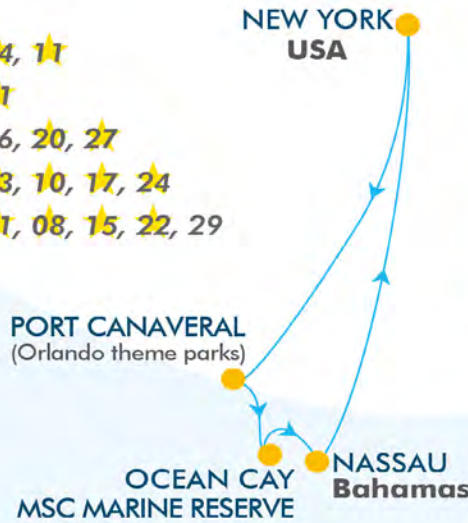 NEW YORK
USA
4, 11
1
6, 20, 27
3, 10, 17, 24
1, 08, 15, 22, 29
PORT CANAVERAL
(Orlando theme parks)
OCEAN CAY
MSC MARINE RESERVE
NASSAU
Bahamas